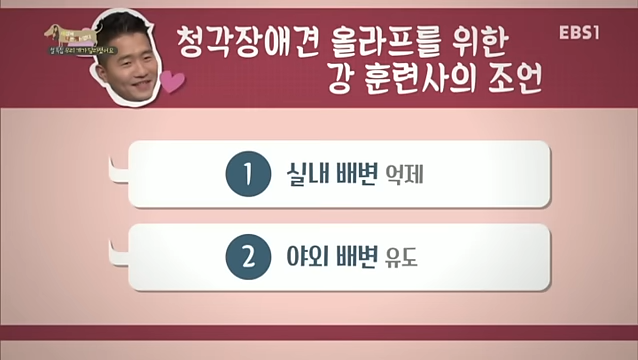 EBS1
청각장애견 올라프를 위한
강 훈련사의 조언
1 실내 배변 억제
2 야외 배변 유도